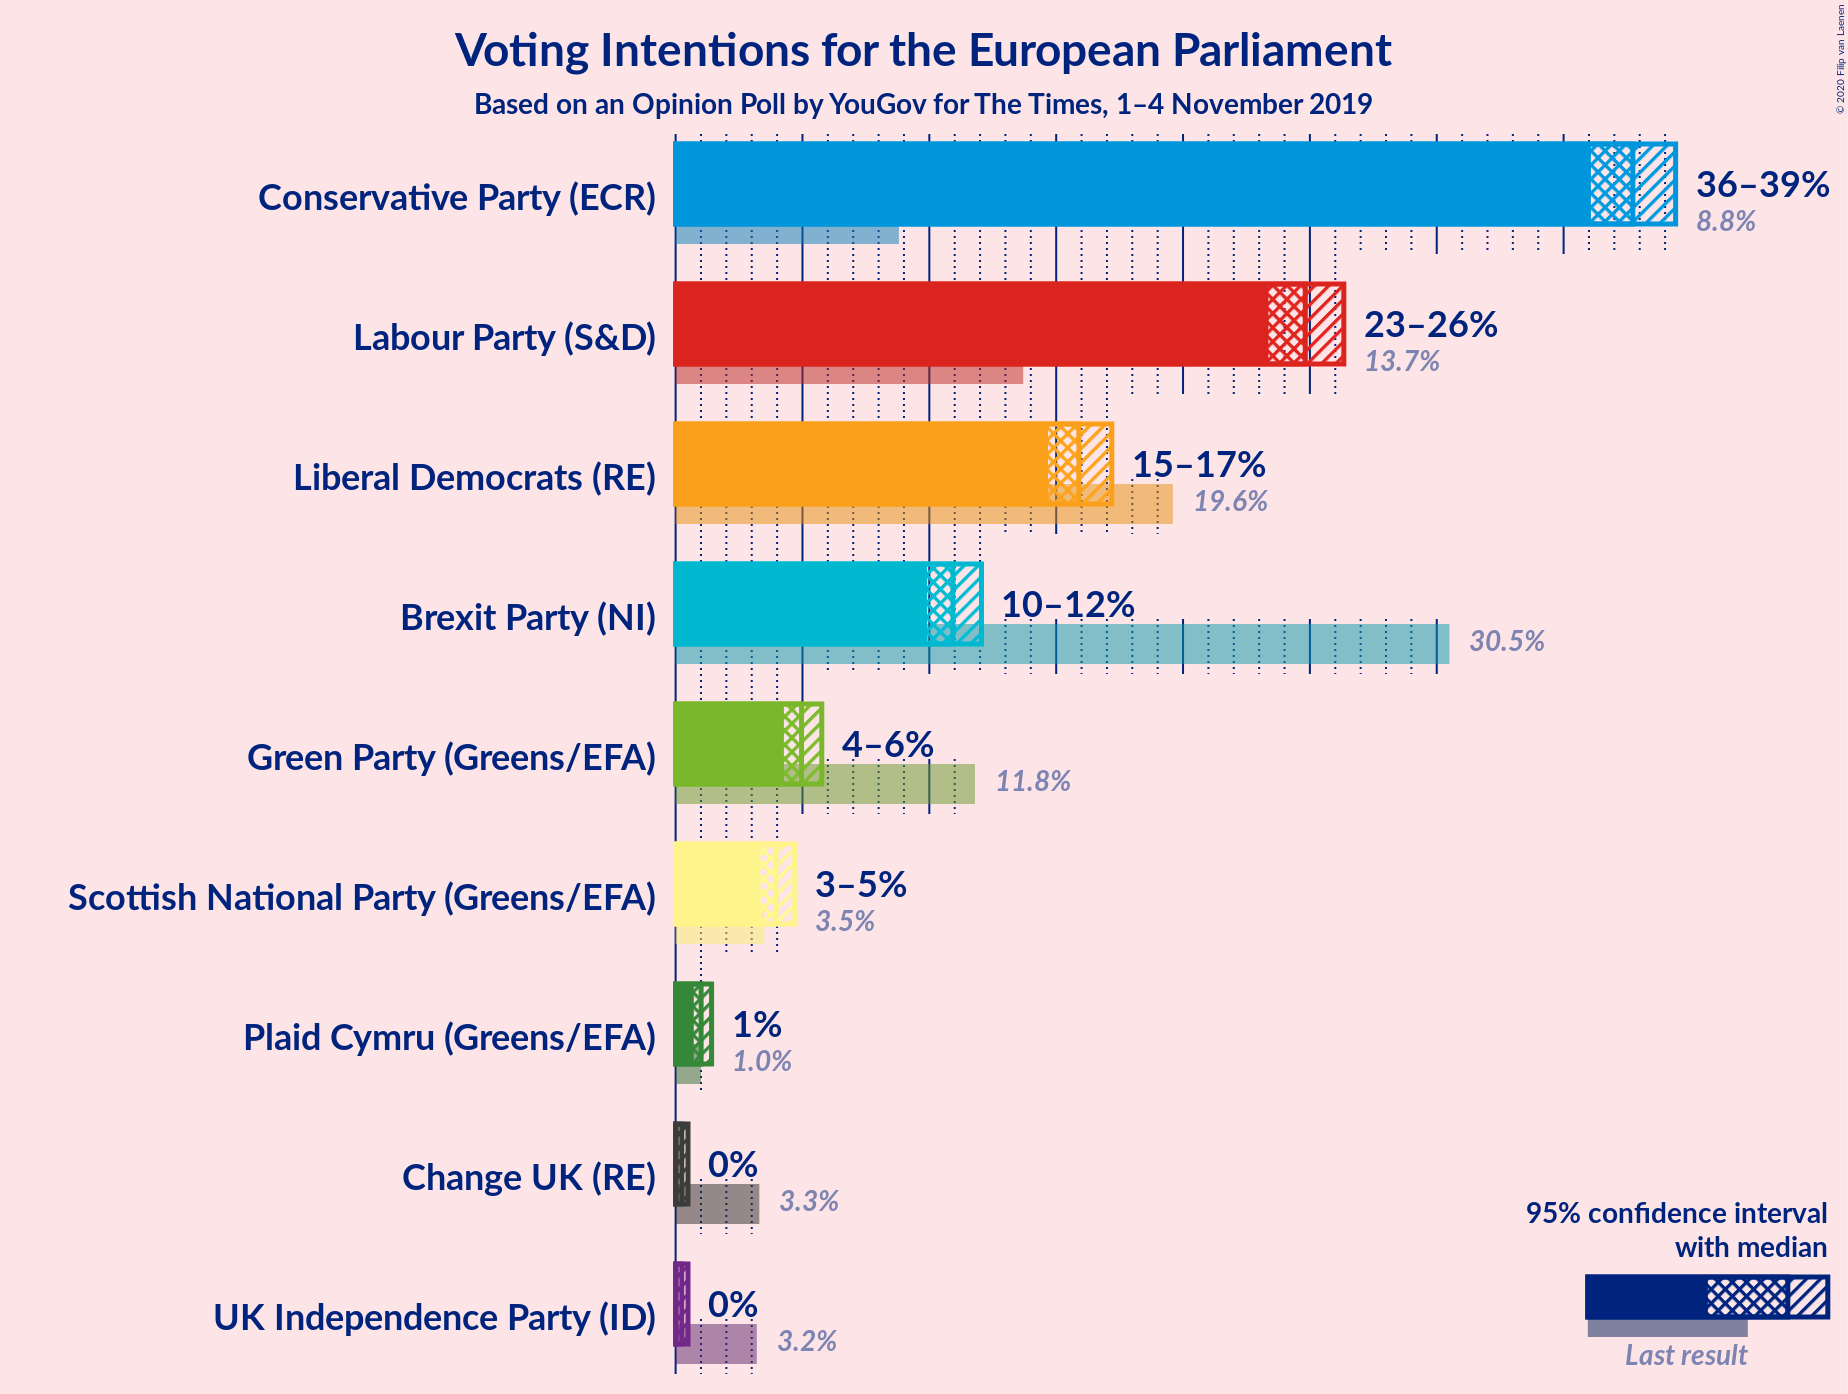 Voting Intentions for the European Parliament
Based on an Opinion Poll by YouGov for The Times, 1–4 November 2019
© 2020 Filip van Laenen
Conservative Party (ECR)
36–39%
8.8%
Labour Party (S&D)
23–26%
13.7%
Liberal Democrats (RE)
15–17%
19.6%
Brexit Party (NI)
10–12%
30.5%
Green Party (Greens/EFA)
4–6%
11.8%
Scottish National Party (Greens/EFA)
3–5%
3.5%
Plaid Cymru (Greens/EFA)
1%
1.0%
Change UK (RE)
0%
3.3%
UK Independence Party (ID)
0%
3.2%
95% confidence interval
with median
Last result